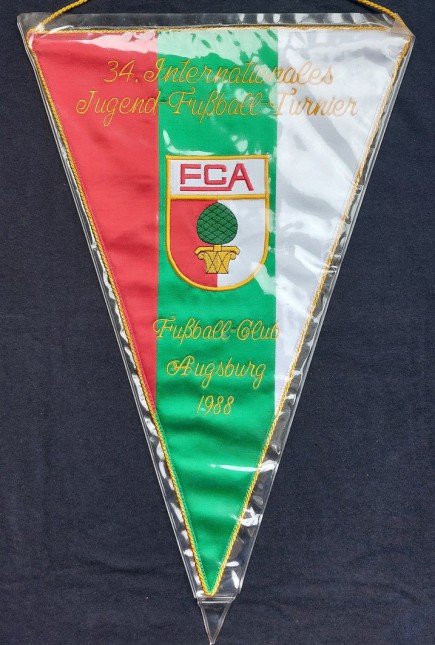 34. Internationales
Jugend-Fußball-Turnier
FCA
Fußball-Club
Augsburg
1988